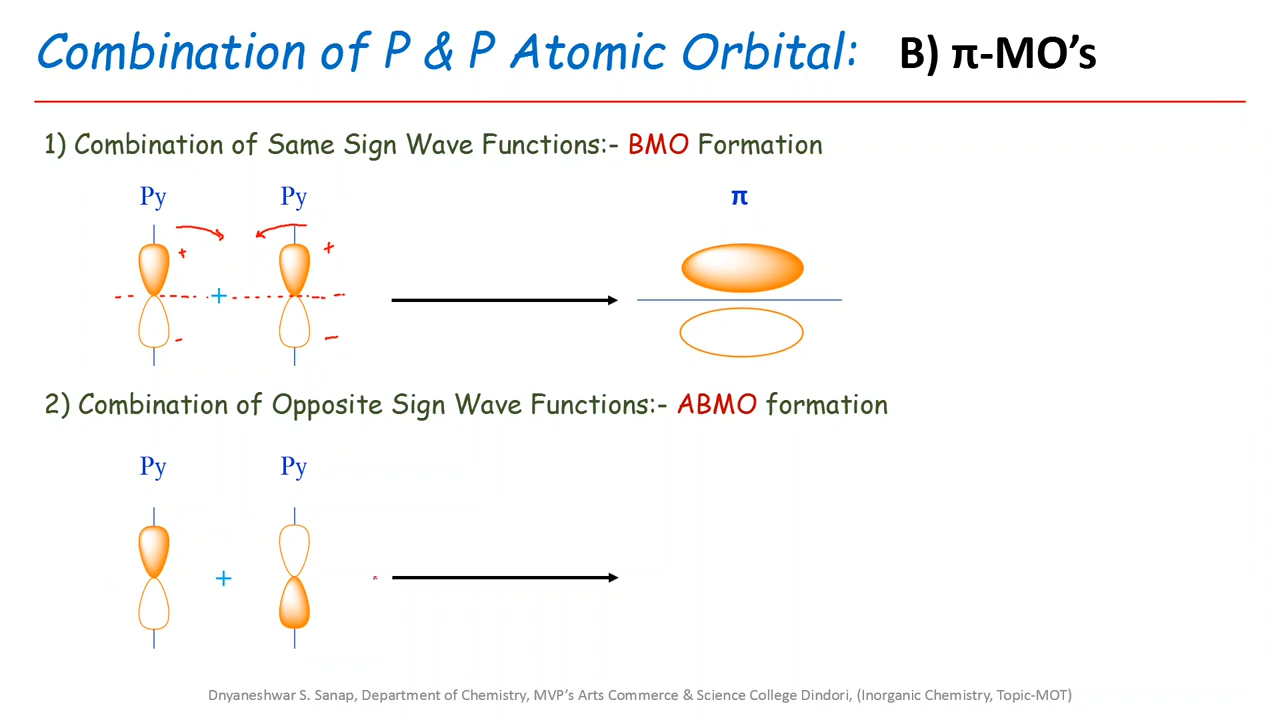 Combination of P & P Atomic Orbital: B) π-MO's
1) Combination of Same Sign Wave Functions:- BMO Formation
Py Py π
+ +
+
- -
2) Combination of Opposite Sign Wave Functions:- ABMO formation
Py Py
+
Dnyaneshwar S. Sanap, Department of Chemistry, MVP's Arts Commerce & Science College Dindori, (Inorganic Chemistry, Topic-MOT)